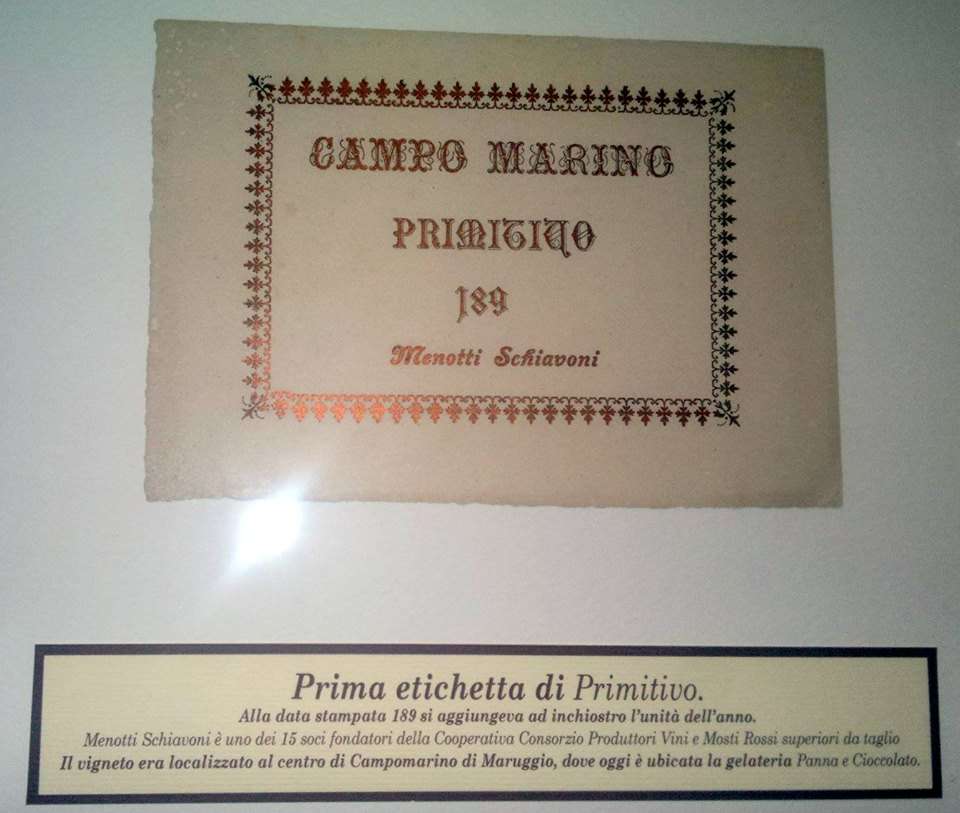 CAMPO MARINO
PRIMITIVO
189
Menotti Schiavoni
Prima etichetta di Primitivo.
Alla data stampata 189 si aggiungeva ad inchiostro l'unità dell'anno.
Menotti Schiavoni è uno dei 15 soci fondatori della Cooperativa Consorzio Produttori Vini e Mosti Rossi superiori da taglio
Il vigneto era localizzato al centro di Campomarino di Maruggio, dove oggi è ubicata la gelateria Panna e Cioccolato.